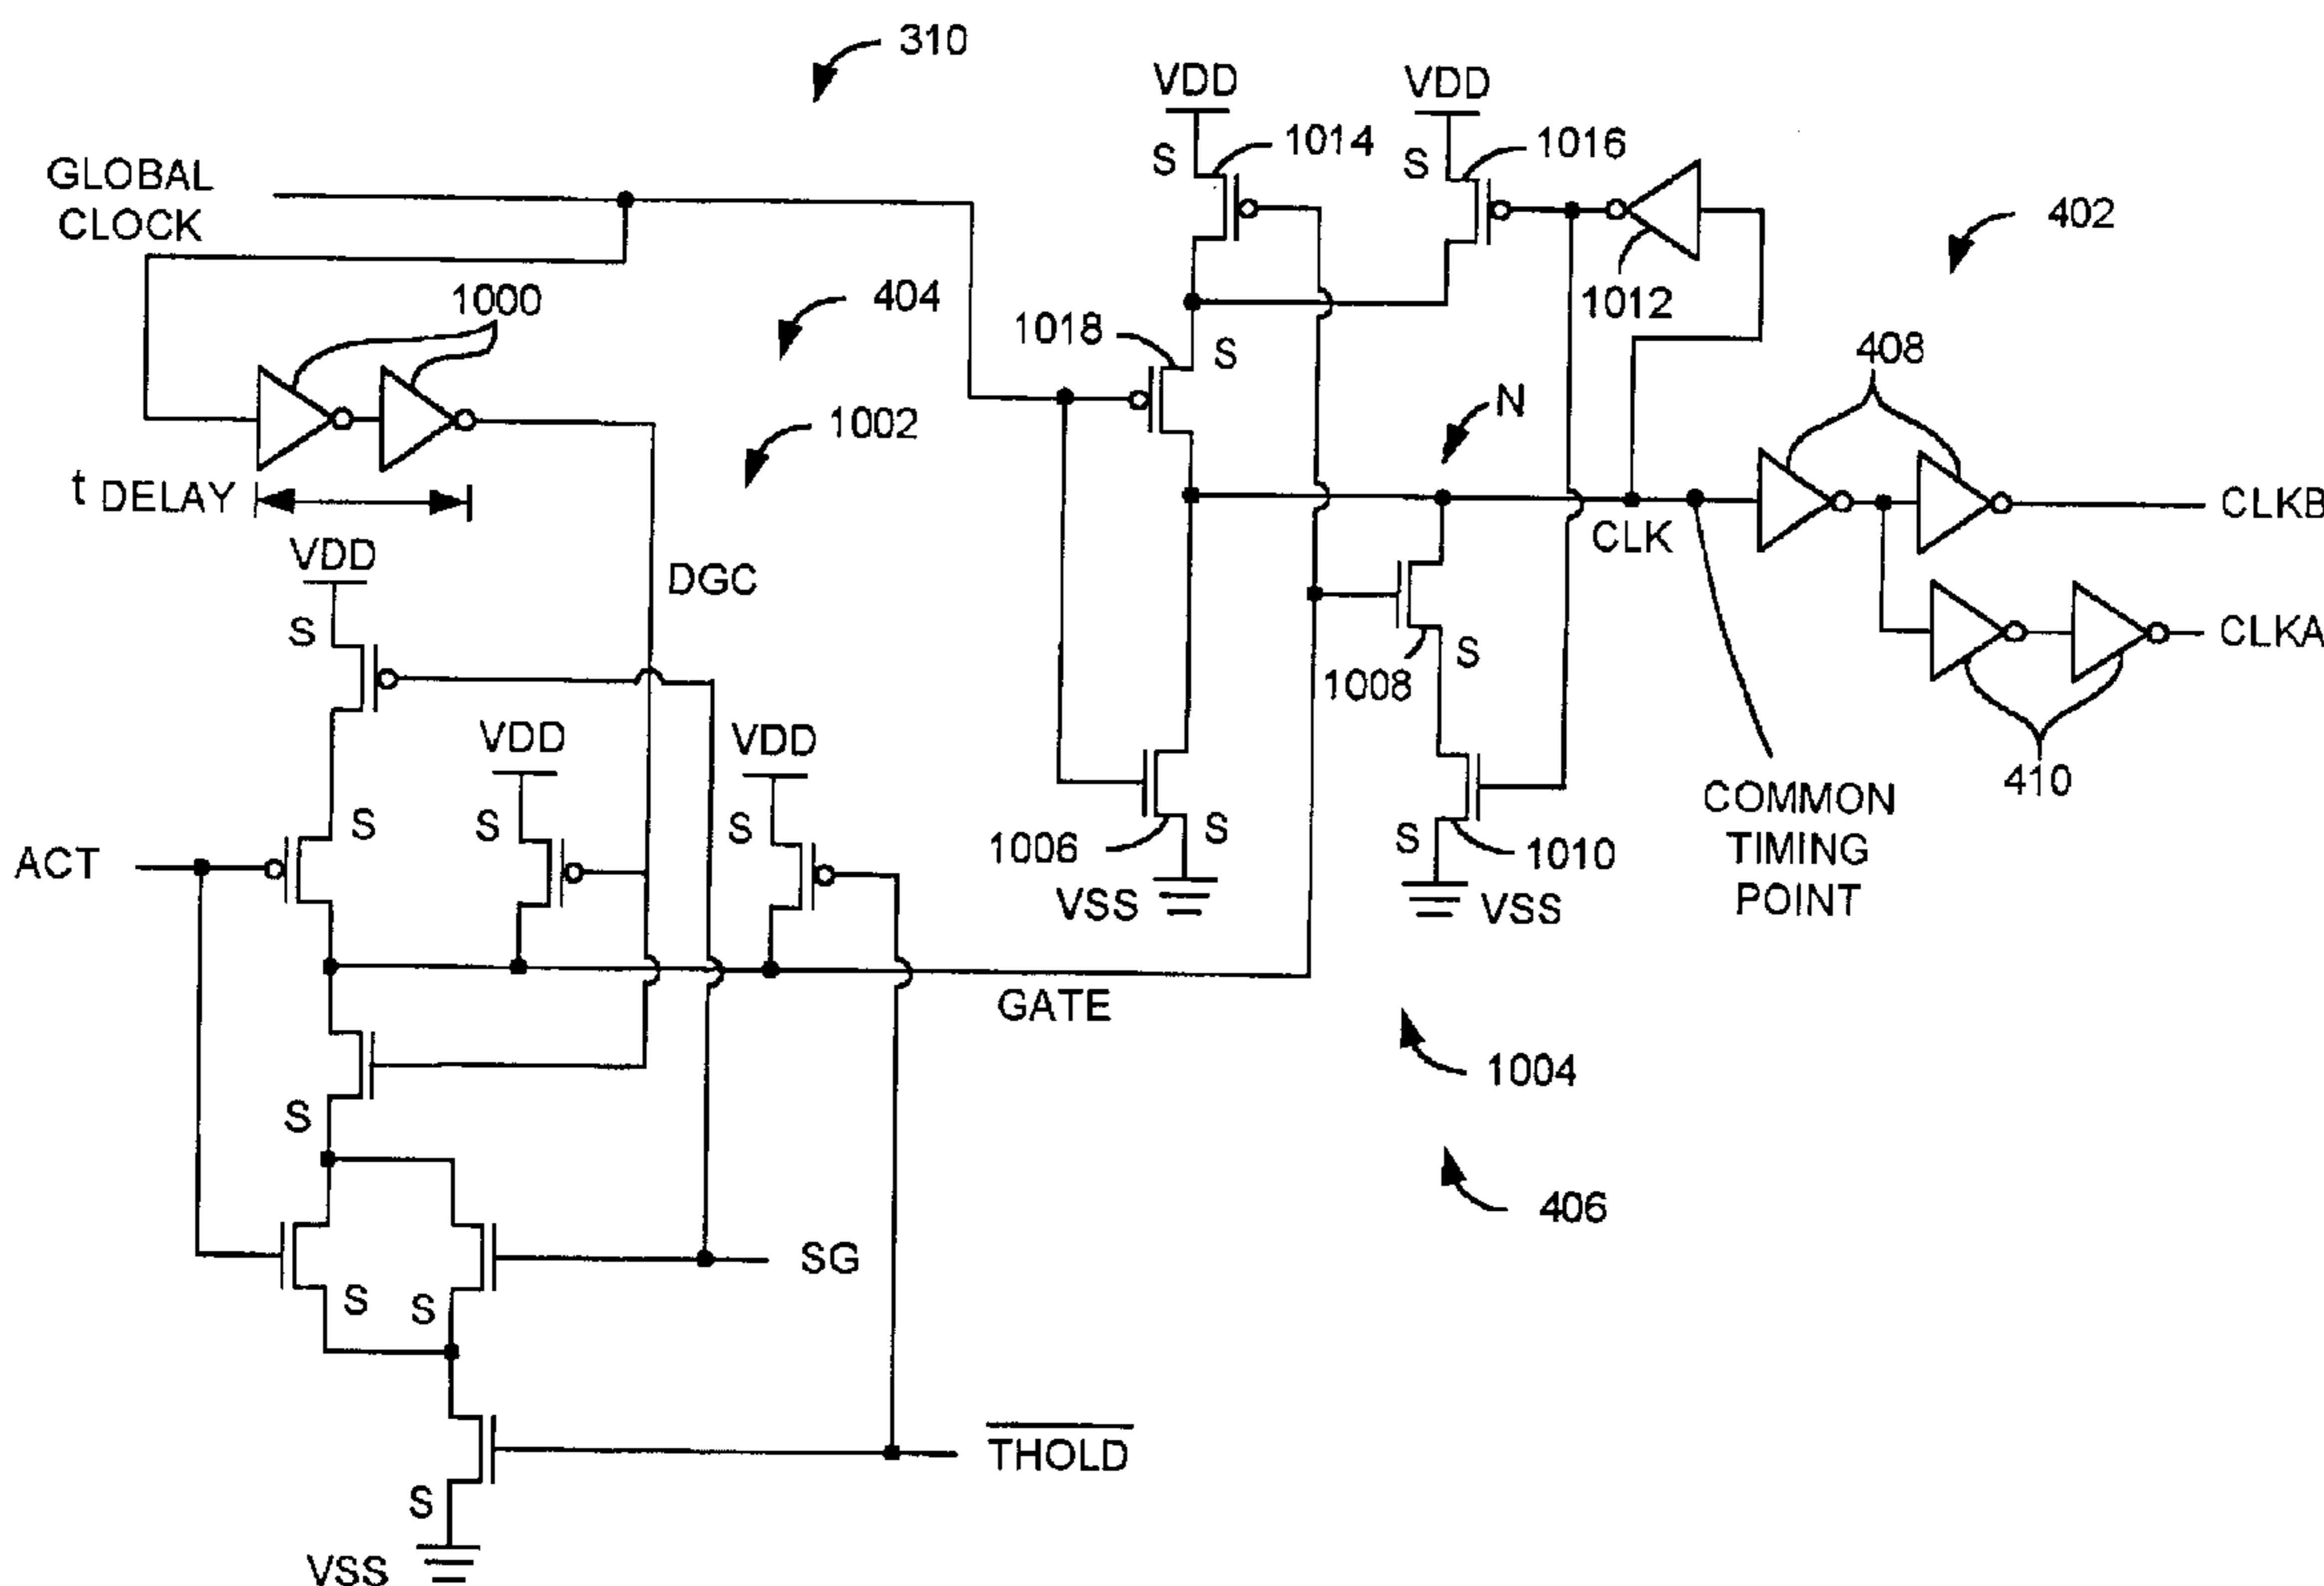 310
VDD
VDD
S
1014
S
1016
GLOBAL
CLOCK
402
1000
404
1012
1018
S
408
1002
N
t DELAY
CLKB
CLK
VDD
DGC
S
CLKA
S
1008
VDD
VDD
410
COMMON
TIMING
POINT
S
S
S
1006
S
S
1010
ACT
VSS
VSS
GATE
1004
S
406
SG
S
S
THOLD
S
VSS